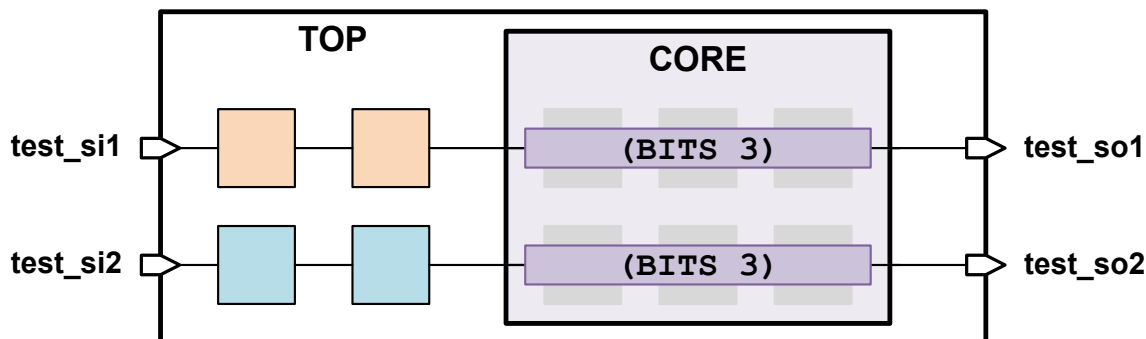 TOP
CORE
test_si1
(BITS 3)
test_so1
test_si2
(BITS 3)
test_so2